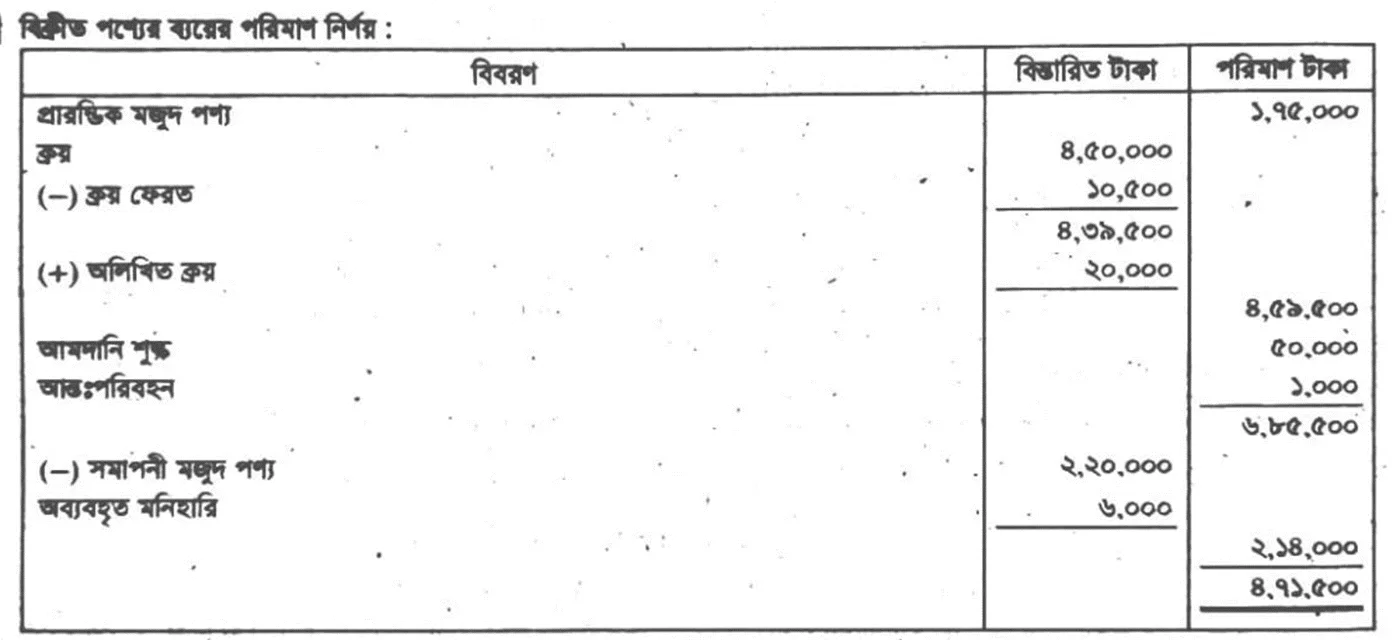 বিক্রীত পণ্যের ব্যয়ের পরিমাণ নির্ণয় :
বিবরণ বিস্তারিত টাকা পরিমাণ টাকা
প্রারম্ভিক মজুদ পণ্য ১,৭৫,০০০
ক্রয় ৪,৫০,০০০
(−) ক্রয় ফেরত ১০,৫০০
৪,৩৯,৫০০
(+) অলিখিত ক্রয় ২০,০০০
৪,৫৯,৫০০
আমদানি শুল্ক ৫০,০০০
আন্তঃপরিবহন ১,০০০
৬,৮৫,৫০০
(−) সমাপনী মজুদ পণ্য ২,২০,০০০
অব্যবহৃত মনিহারি ৬,০০০
২,১৪,০০০
৪,৭১,৫০০